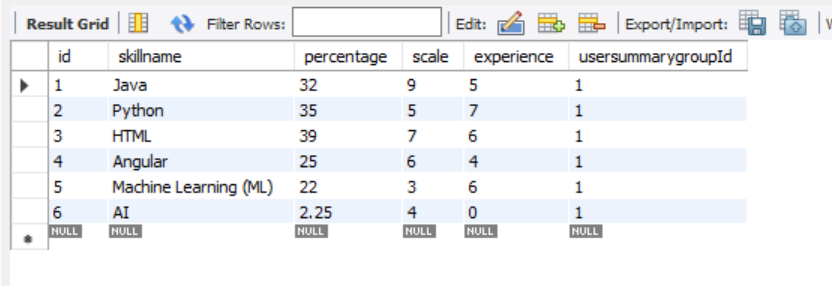 Result Grid Filter Rows: Edit: Export/Import:
id skillname percentage scale experience usersummarygroupId
1 Java 32 9 5 1
2 Python 35 5 7 1
3 HTML 39 7 6 1
4 Angular 25 6 4 1
5 Machine Learning (ML) 22 3 6 1
6 AI 2.25 4 0 1
NULL NULL NULL NULL NULL NULL